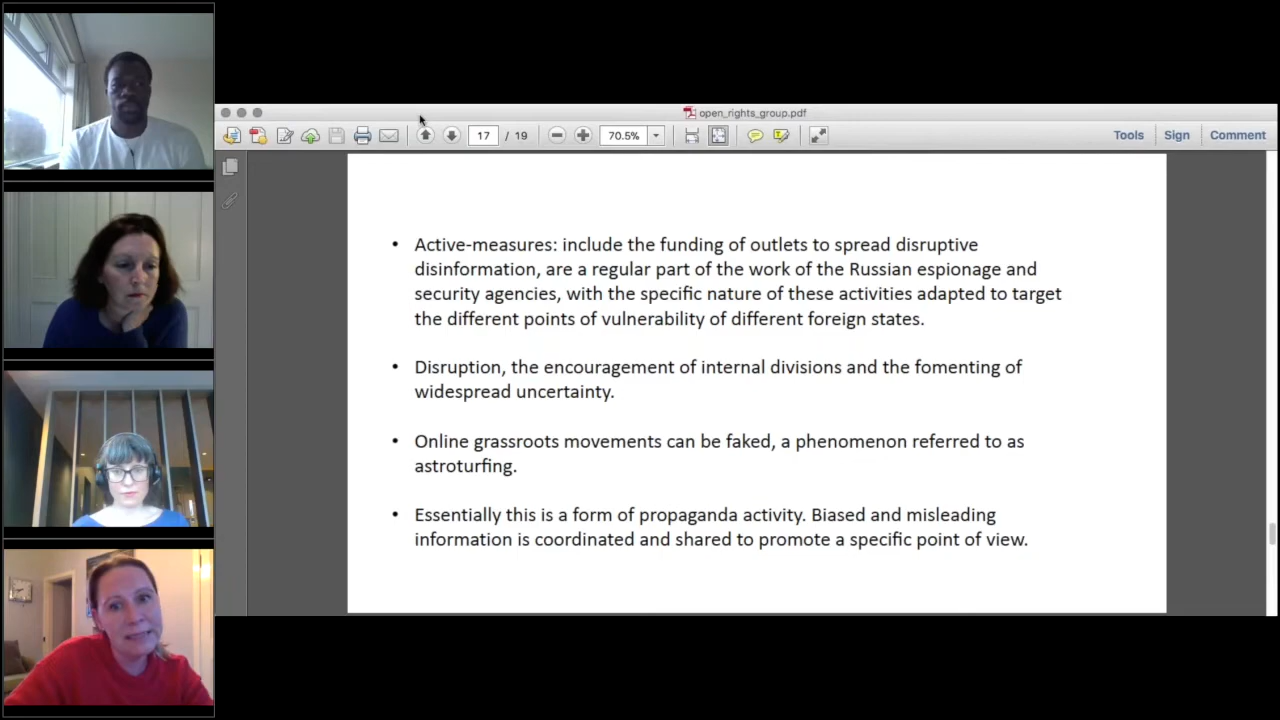 open_rights_group.pdf
17 / 19 70.5% Tools Sign Comment
• Active-measures: include the funding of outlets to spread disruptive
disinformation, are a regular part of the work of the Russian espionage and
security agencies, with the specific nature of these activities adapted to target
the different points of vulnerability of different foreign states.
• Disruption, the encouragement of internal divisions and the fomenting of
widespread uncertainty.
• Online grassroots movements can be faked, a phenomenon referred to as
astroturfing.
• Essentially this is a form of propaganda activity. Biased and misleading
information is coordinated and shared to promote a specific point of view.